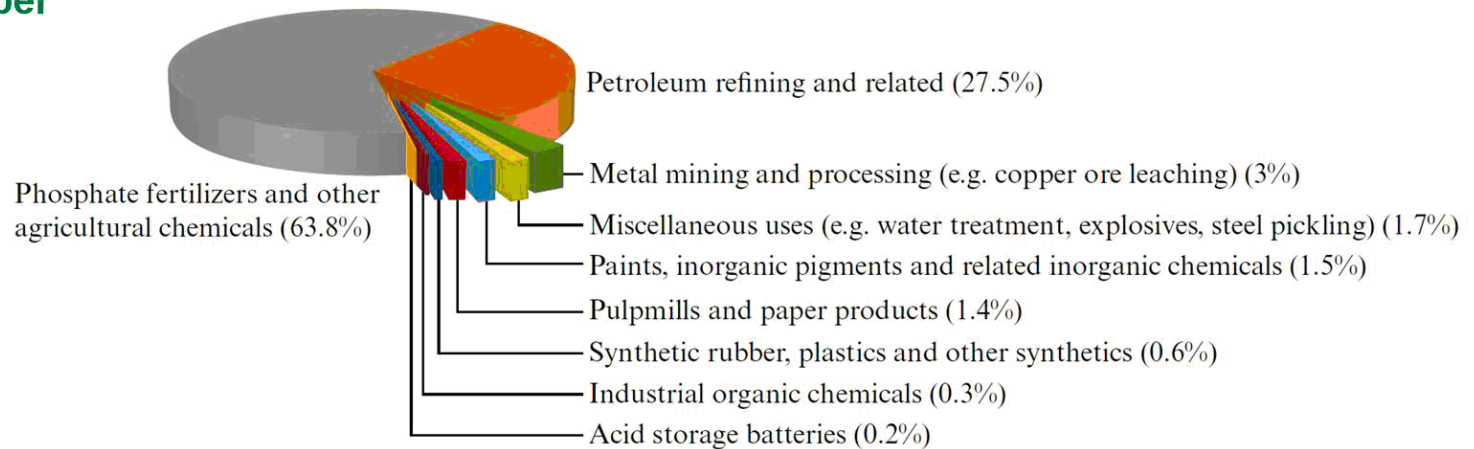 Petroleum refining and related (27.5%)
Metal mining and processing (e.g. copper ore leaching) (3%)
Phosphate fertilizers and other
agricultural chemicals (63.8%)
Miscellaneous uses (e.g. water treatment, explosives, steel pickling) (1.7%)
Paints, inorganic pigments and related inorganic chemicals (1.5%)
Pulpmills and paper products (1.4%)
Synthetic rubber, plastics and other synthetics (0.6%)
Industrial organic chemicals (0.3%)
Acid storage batteries (0.2%)